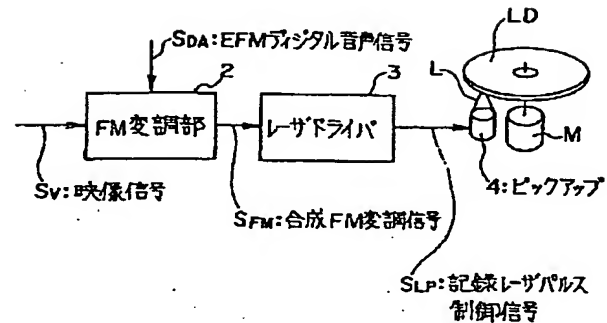 SDA:EFMディジタル音声信号
LD
2
3
L
FM変調部
レーザドライバ
M
4:ピックアップ
SV:映像信号
SFM:合成FM変調信号
SLP:記録レーザパルス
制御信号